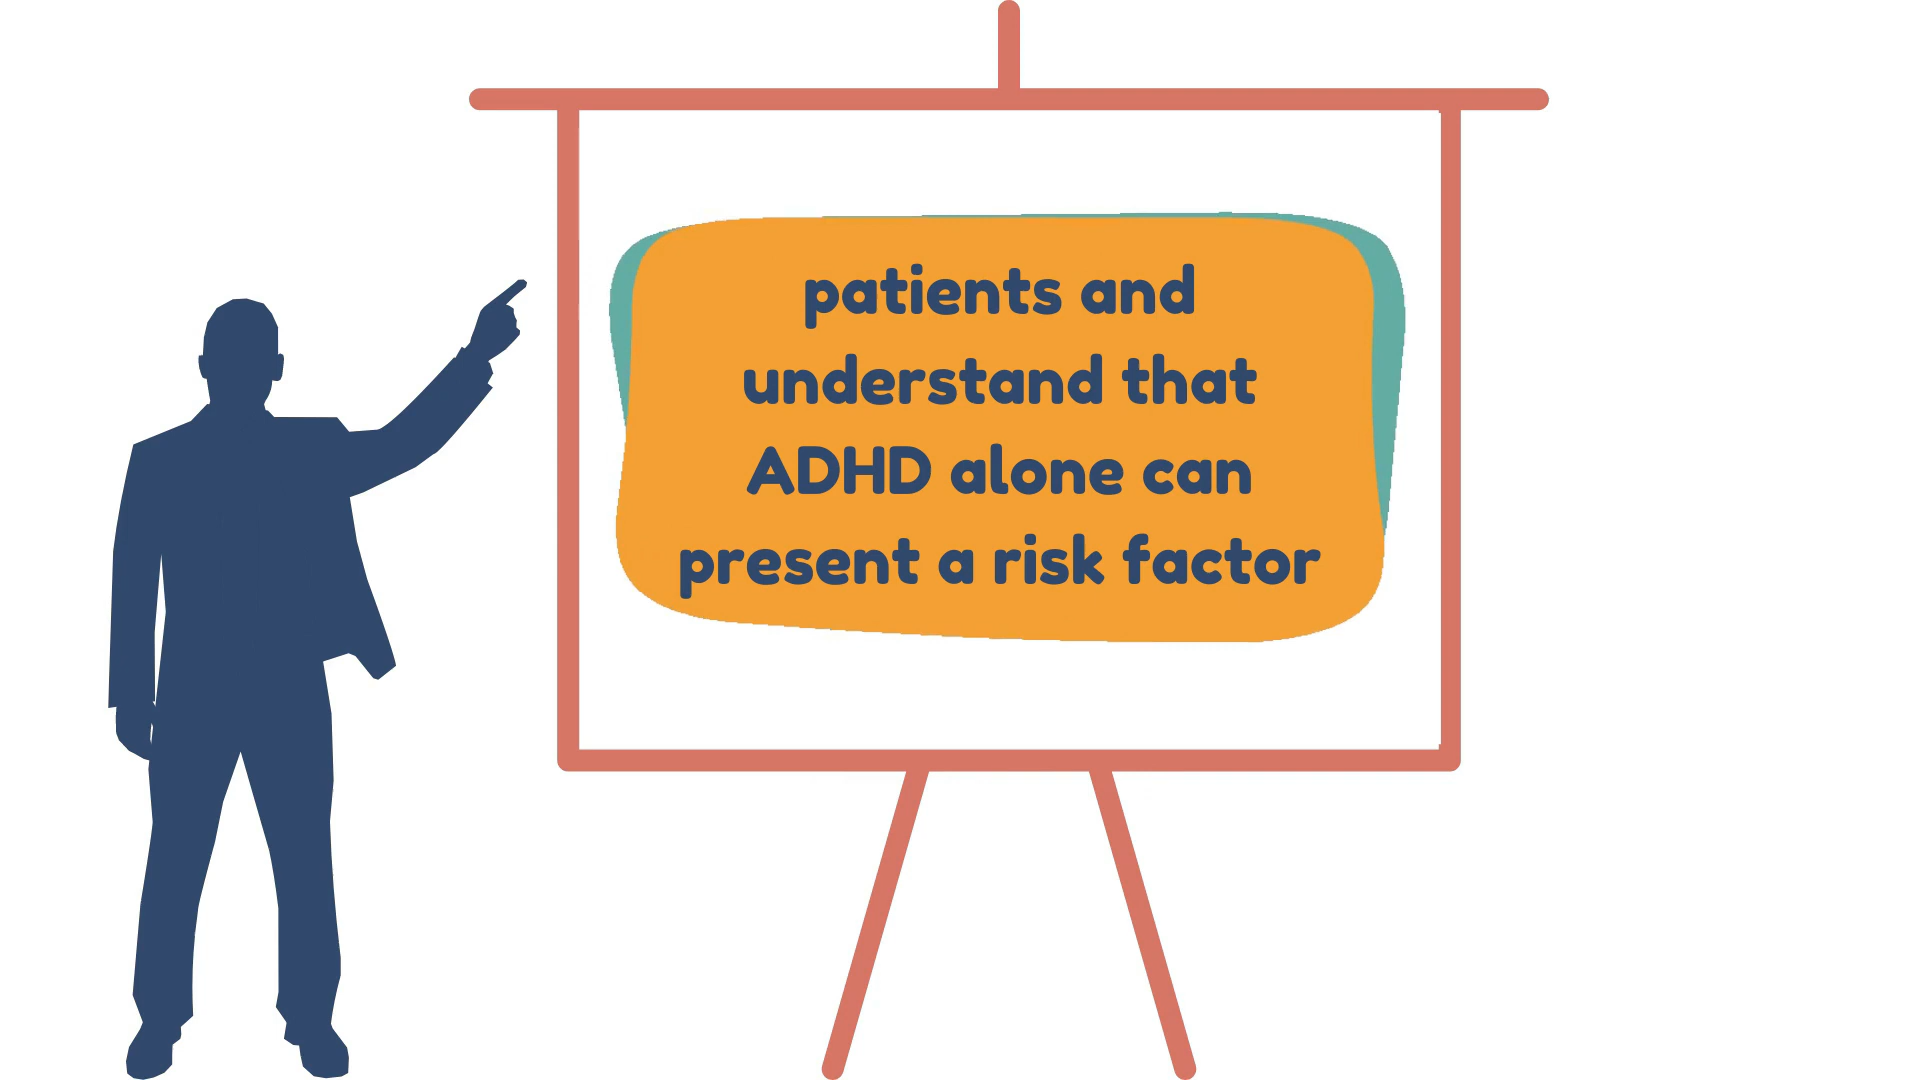 patients and
understand that
ADHD alone can
present a risk factor